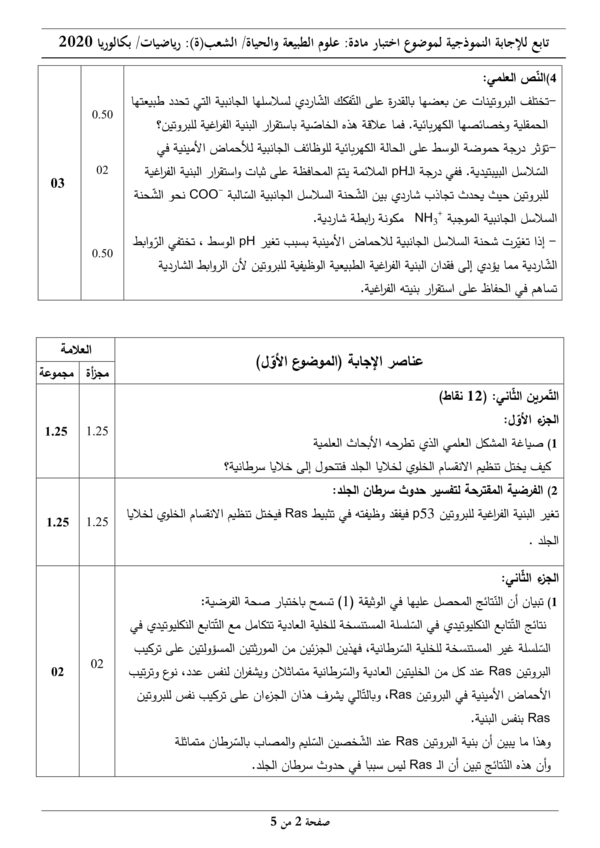 تابع للإجابة النموذجية لموضوع اختبار مادة: علوم الطبيعة والحياة/ الشعب(ة): رياضيات/ بكالوريا 2020
4)النّص العلمي:
–تختلف البروتينات عن بعضها بالقدرة على التّفكك الشّاردي لسلاسلها الجانبية التي تحدد طبيعتها
الحمقلية وخصائصها الكهربائية. فما علاقة هذه الخاصّية باستقرار البنية الفراغية للبروتين؟
0.50
–تؤثر درجة حموضة الوسط على الحالة الكهربائية للوظائف الجانبية للأحماض الأمينية في
السّلاسل الببتيدية. ففي درجة الـpH الملائمة يتمّ المحافظة على ثبات واستقرار البنية الفراغية
02
للبروتين حيث يحدث تجاذب شاردي بين الشّحنة السلاسل الجانبية السّالبة COO⁻ نحو الشّحنة
03
السلاسل الجانبية الموجبة NH₃⁺ مكونة رابطة شاردية.
– إذا تغيّرت شحنة السلاسل الجانبية للاحماض الأمينية بسبب تغير pH الوسط ، تختفي الرّوابط
الشّاردية مما يؤدي إلى فقدان البنية الفراغية الطبيعية الوظيفية للبروتين لأن الروابط الشاردية
0.50
تساهم في الحفاظ على استقرار بنيته الفراغية.
عناصر الإجابة (الموضوع الأوّل)
العلامة
مجزأة
مجموعة
التّمرين الثّاني: (12 نقاط)
الجزء الأوّل:
1) صياغة المشكل العلمي الذي تطرحه الأبحاث العلمية
كيف يختل تنظيم الانقسام الخلوي لخلايا الجلد فتتحول إلى خلايا سرطانية؟
1.25
1.25
2) الفرضية المقترحة لتفسير حدوث سرطان الجلد:
تغير البنية الفراغية للبروتين p53 فيفقد وظيفته في تثبيط Ras فيختل تنظيم الانقسام الخلوي لخلايا
الجلد .
1.25
1.25
الجزء الثّاني:
1) تبيان أن النّتائج المحصل عليها في الوثيقة (1) تسمح باختبار صحة الفرضية:
نتائج التّتابع النكليوتيدي في السّلسلة المستنسخة للخلية العادية تتكامل مع التّتابع النكليوتيدي في
السّلسلة غير المستنسخة للخلية السّرطانية، فهذين الجزئين من المورثتين المسؤولتين على تركيب
البروتين Ras عند كل من الخليتين العادية والسّرطانية متماثلان ويشفران لنفس عدد، نوع وترتيب
الأحماض الأمينية في البروتين Ras، وبالتّالي يشرف هذان الجزءان على تركيب نفس للبروتين
Ras بنفس البنية.
وهذا ما يبين أن بنية البروتين Ras عند الشّخصين السّليم والمصاب بالسّرطان متماثلة
وأن هذه النّتائج تبين أن الـ Ras ليس سببا في حدوث سرطان الجلد.
02
02
صفحة 2 من 5